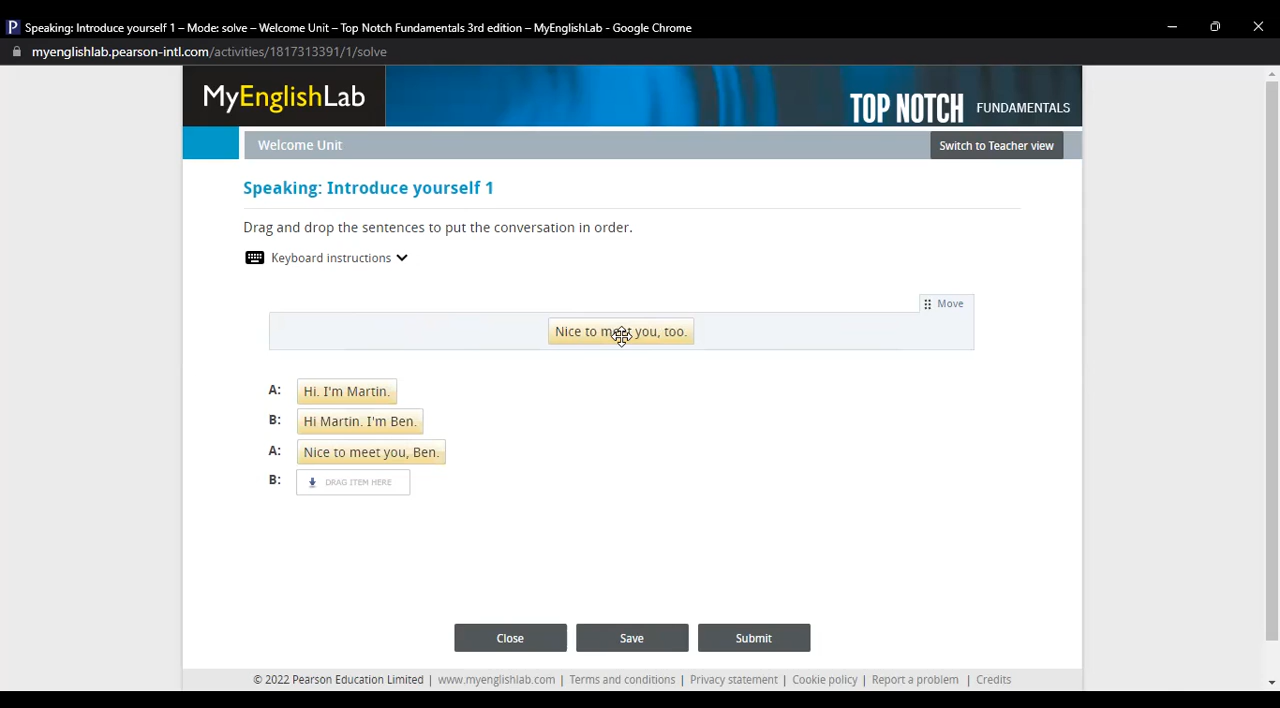 Speaking: Introduce yourself 1 – Mode: solve – Welcome Unit – Top Notch Fundamentals 3rd edition – MyEnglishLab - Google Chrome
myenglishlab.pearson-intl.com/activities/1817313391/1/solve
MyEnglishLab
TOP NOTCH FUNDAMENTALS
Welcome Unit
Switch to Teacher view
Speaking: Introduce yourself 1
Drag and drop the sentences to put the conversation in order.
Keyboard instructions
Move
Nice to meet you, too.
A: Hi. I'm Martin.
B: Hi Martin. I'm Ben.
A: Nice to meet you, Ben.
B: DRAG ITEM HERE
Close Save Submit
© 2022 Pearson Education Limited | www.myenglishlab.com | Terms and conditions | Privacy statement | Cookie policy | Report a problem | Credits